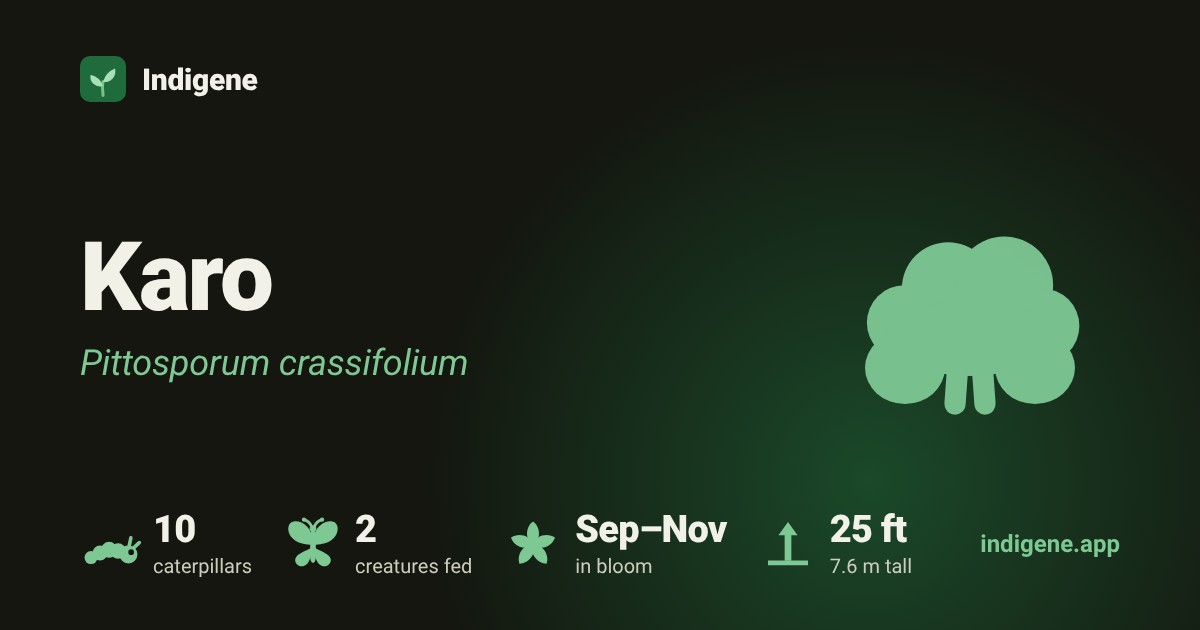 Indigene
Karo
Pittosporum crassifolium
10
caterpillars
2
creatures fed
Sep–Nov
in bloom
25 ft
7.6 m tall
indigene.app